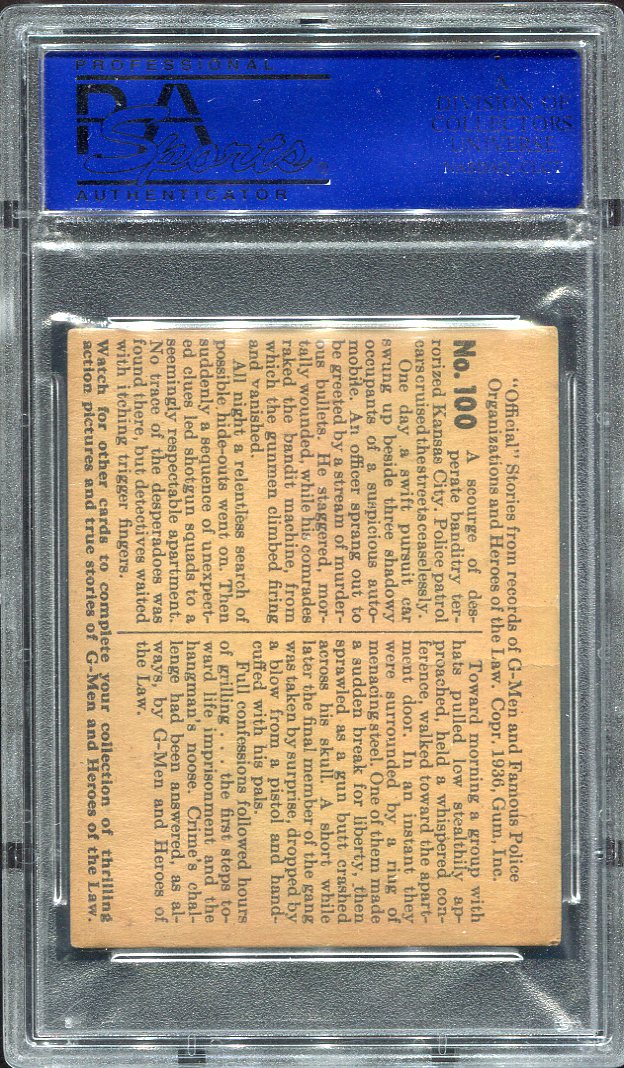 PROFESSIONAL
PSA
Sports
AUTHENTICATOR
A
DIVISION OF
COLLECTORS
UNIVERSE
NASDAQ: CLCT
"Official" Stories from records of G-Men and Famous Police
Organizations and Heroes of the Law. Copr. 1936, Gum, Inc.
No. 100 A scourge of des-
perate banditry ter-
rorized Kansas City. Police patrol
cars cruised the streets ceaselessly.
One day a swift pursuit car
swung up beside three shadowy
occupants of a suspicious auto-
mobile. An officer sprang out to
be greeted by a stream of murder-
ous bullets. He staggered, mor-
tally wounded, while his comrades
raked the bandit machine, from
which the gunmen climbed firing
and vanished.
All night a relentless search of
possible hide-outs went on. Then
suddenly a sequence of unexpect-
ed clues led shotgun squads to a
seemingly respectable apartment.
No trace of the desperadoes was
found there, but detectives waited
with itching trigger fingers.
Toward morning a group with
hats pulled low stealthily ap-
proached, held a whispered con-
ference, walked toward the apart-
ment door. In an instant they
were surrounded by a ring of
menacing steel. One of them made
a sudden break for liberty, then
sprawled as a gun butt crashed
across his skull. A short while
later the final member of the gang
was taken by surprise, dropped by
a blow from a pistol and hand-
cuffed with his pals.
Full confessions followed hours
of grilling . . . the first steps to-
ward life imprisonment and the
hangman's noose. Crime's chal-
lenge had been answered, as al-
ways, by G-Men and Heroes of
the Law.
Watch for other cards to complete your collection of thrilling
action pictures and true stories of G-Men and Heroes of the Law.